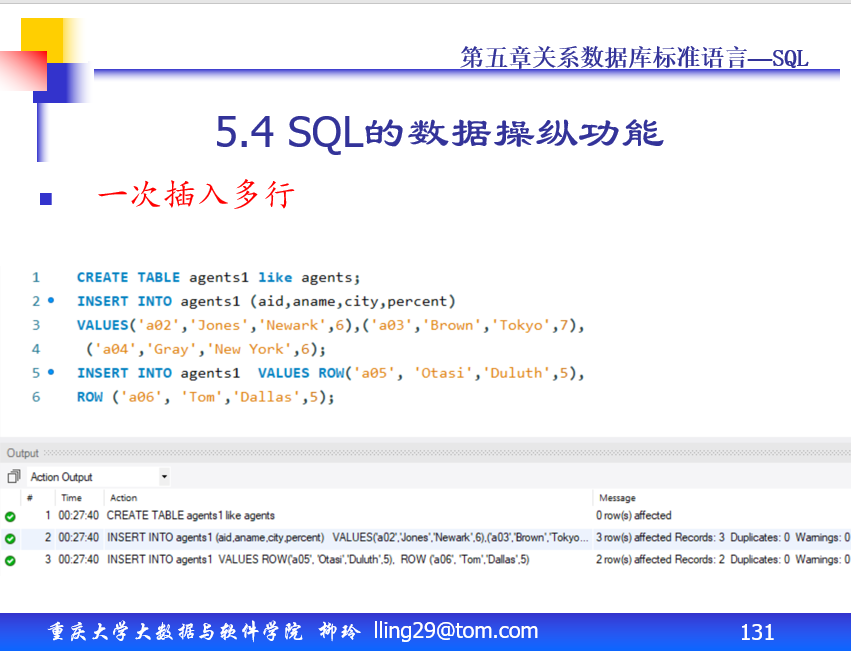 第五章关系数据库标准语言—SQL
5.4 SQL的数据操纵功能
一次插入多行
1 CREATE TABLE agents1 like agents;
2 INSERT INTO agents1 (aid,aname,city,percent)
3 VALUES('a02','Jones','Newark',6),('a03','Brown','Tokyo',7),
4 ('a04','Gray','New York',6);
5 INSERT INTO agents1 VALUES ROW('a05', 'Otasi','Duluth',5),
6 ROW ('a06', 'Tom','Dallas',5);
Output
Action Output
# Time Action Message
1 00:27:40 CREATE TABLE agents1 like agents 0 row(s) affected
2 00:27:40 INSERT INTO agents1 (aid,aname,city,percent) VALUES('a02','Jones','Newark',6),('a03','Brown','Tokyo... 3 row(s) affected Records: 3 Duplicates: 0 Warnings: 0
3 00:27:40 INSERT INTO agents1 VALUES ROW('a05', 'Otasi','Duluth',5), ROW ('a06', 'Tom','Dallas',5) 2 row(s) affected Records: 2 Duplicates: 0 Warnings: 0
重庆大学大数据与软件学院 柳玲 lling29@tom.com 131